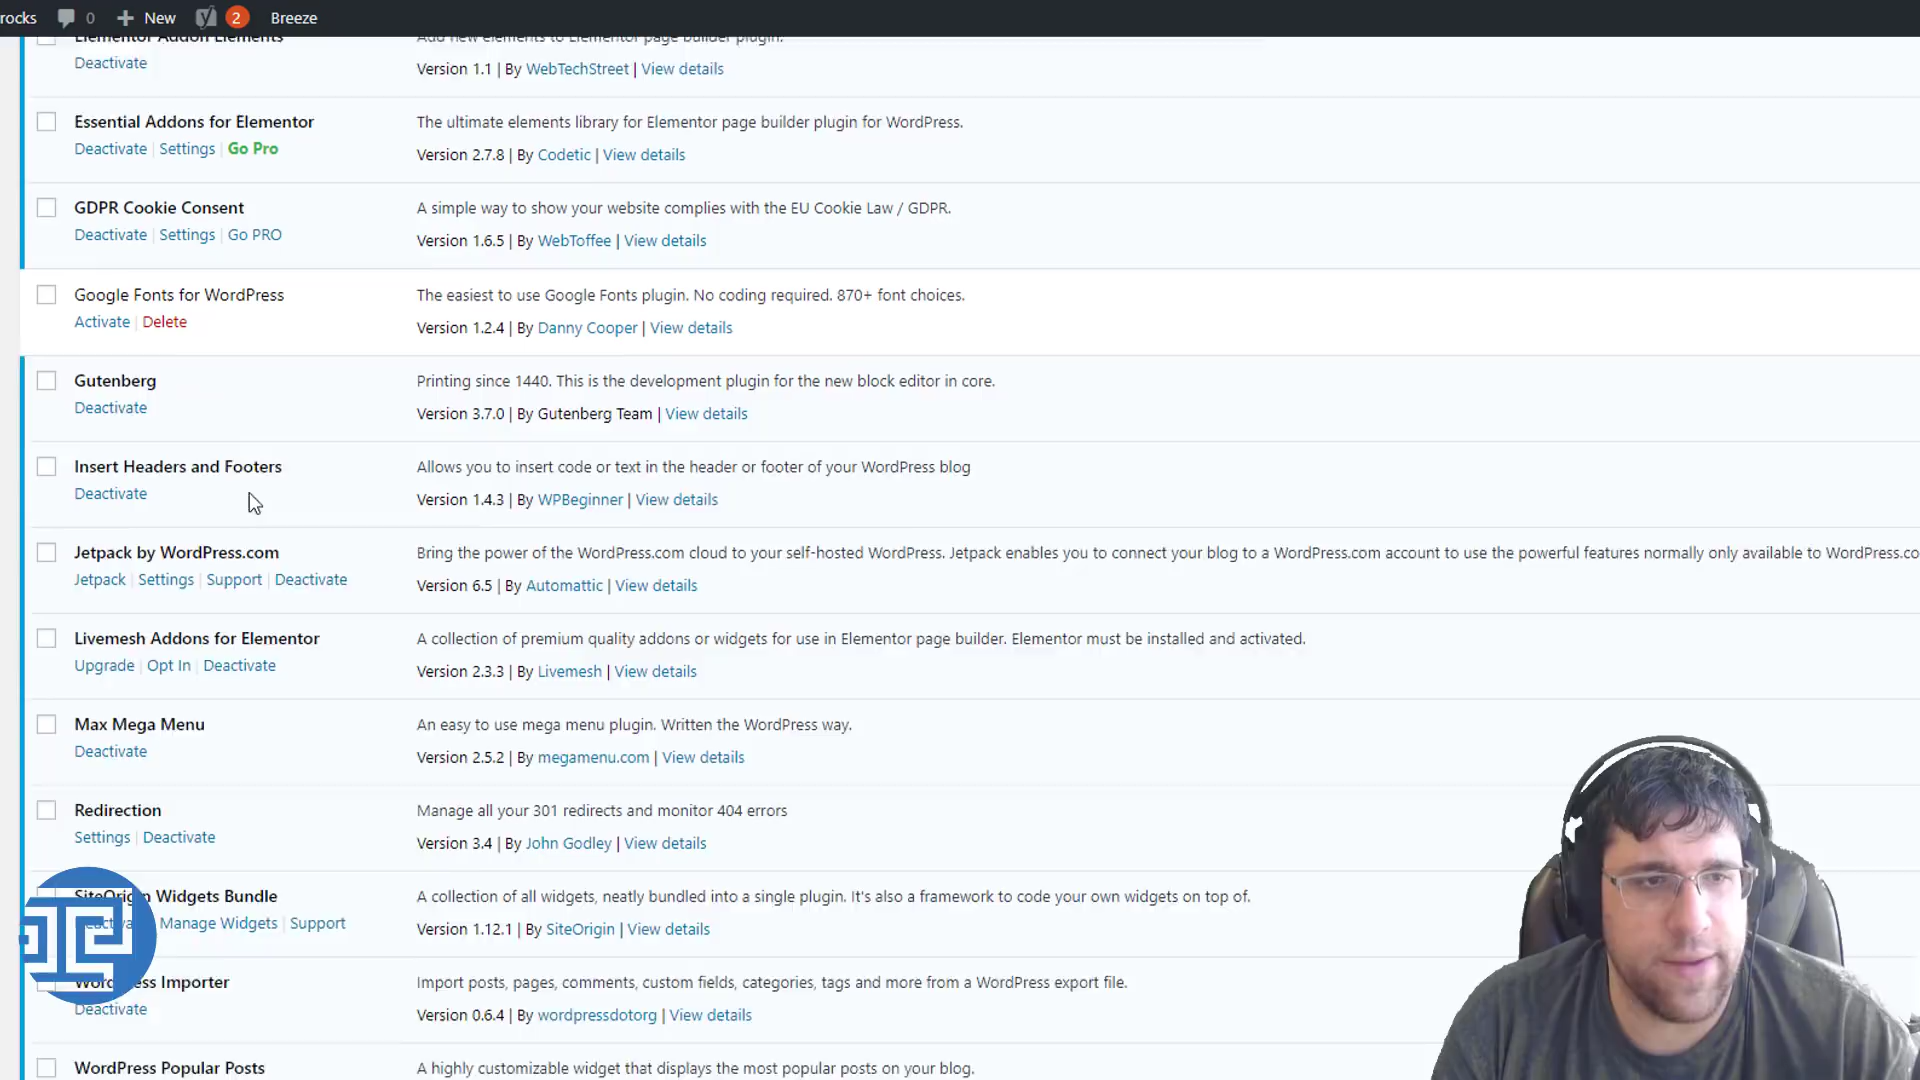 rocks 0 New 2 Breeze
Elementor Addon Elements Add new elements to Elementor page builder plugin.
Deactivate Version 1.1 | By WebTechStreet | View details
Essential Addons for Elementor The ultimate elements library for Elementor page builder plugin for WordPress.
Deactivate | Settings | Go Pro Version 2.7.8 | By Codetic | View details
GDPR Cookie Consent A simple way to show your website complies with the EU Cookie Law / GDPR.
Deactivate | Settings | Go PRO Version 1.6.5 | By WebToffee | View details
Google Fonts for WordPress The easiest to use Google Fonts plugin. No coding required. 870+ font choices.
Activate | Delete Version 1.2.4 | By Danny Cooper | View details
Gutenberg Printing since 1440. This is the development plugin for the new block editor in core.
Deactivate Version 3.7.0 | By Gutenberg Team | View details
Insert Headers and Footers Allows you to insert code or text in the header or footer of your WordPress blog
Deactivate Version 1.4.3 | By WPBeginner | View details
Jetpack by WordPress.com Bring the power of the WordPress.com cloud to your self-hosted WordPress. Jetpack enables you to connect your blog to a WordPress.com account to use the powerful features normally only available to WordPress.co
Jetpack | Settings | Support | Deactivate Version 6.5 | By Automattic | View details
Livemesh Addons for Elementor A collection of premium quality addons or widgets for use in Elementor page builder. Elementor must be installed and activated.
Upgrade | Opt In | Deactivate Version 2.3.3 | By Livemesh | View details
Max Mega Menu An easy to use mega menu plugin. Written the WordPress way.
Deactivate Version 2.5.2 | By megamenu.com | View details
Redirection Manage all your 301 redirects and monitor 404 errors
Settings | Deactivate Version 3.4 | By John Godley | View details
SiteOrigin Widgets Bundle A collection of all widgets, neatly bundled into a single plugin. It's also a framework to code your own widgets on top of.
Manage Widgets | Support Version 1.12.1 | By SiteOrigin | View details
WordPress Importer Import posts, pages, comments, custom fields, categories, tags and more from a WordPress export file.
Deactivate Version 0.6.4 | By wordpressdotorg | View details
WordPress Popular Posts A highly customizable widget that displays the most popular posts on your blog.